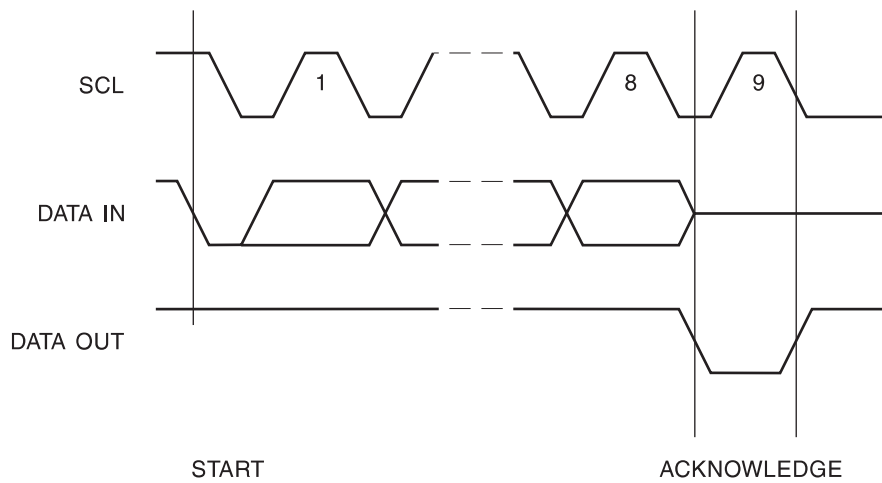 SCL
1
8
9
DATA IN
DATA OUT
START
ACKNOWLEDGE